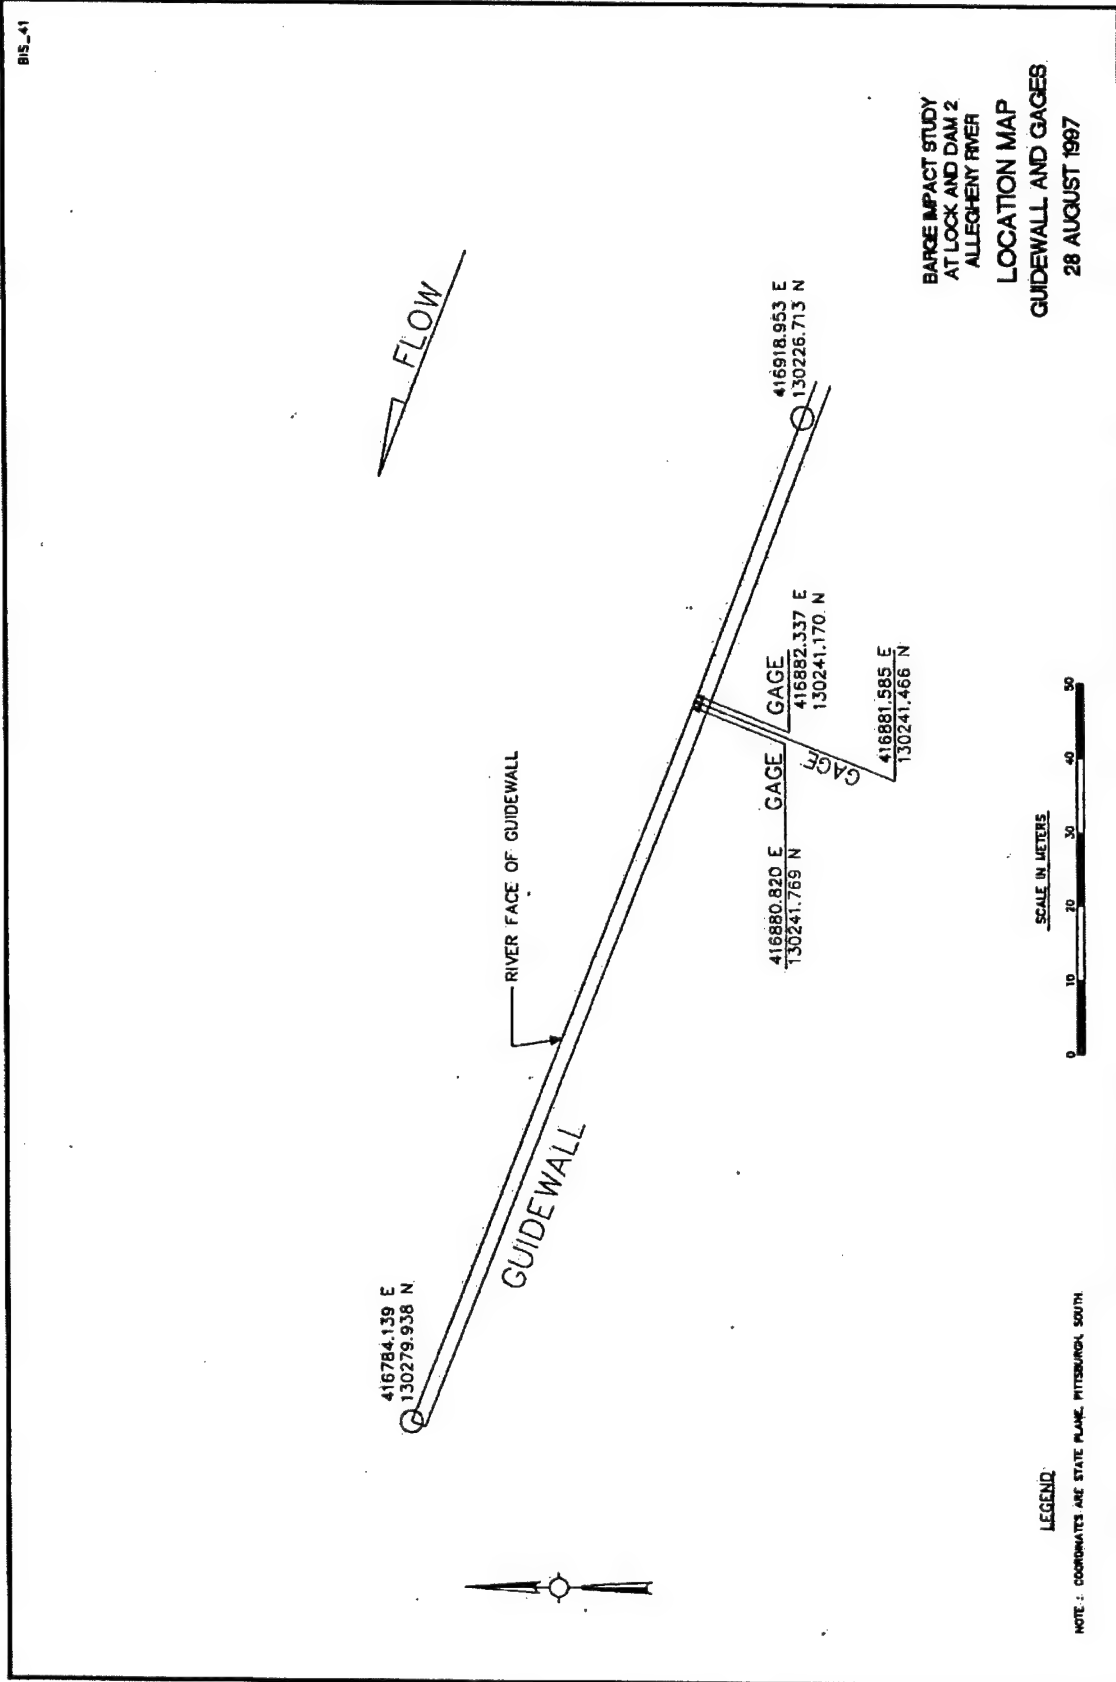 BIS_41
FLOW
416784.139 E
130279.938 N
RIVER FACE OF GUIDEWALL
GUIDEWALL
416918.953 E
130226.713 N
GAGE
416882.337 E
130241.170 N
416880.820 E GAGE
130241.769 N
GAGE
416881.585 E
130241.466 N
SCALE IN METERS
0 10 20 30 40 50
LEGEND
NOTE : COORDINATES ARE STATE PLANE, PITTSBURGH, SOUTH.
BARGE IMPACT STUDY
AT LOCK AND DAM 2
ALLEGHENY RIVER
LOCATION MAP
GUIDEWALL AND GAGES
28 AUGUST 1997